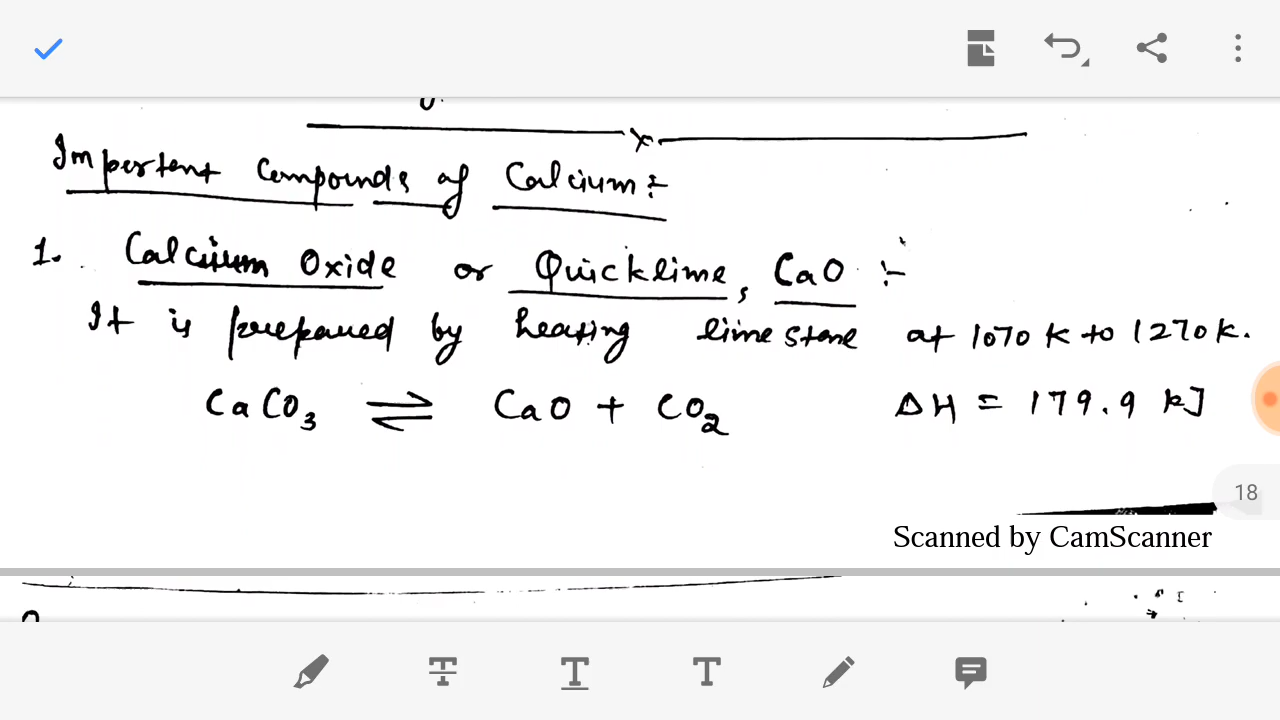 Important Compounds of Calcium:-
1. Calcium Oxide or Quicklime, CaO :-
It is prepared by heating lime stone at 1070 K to 1270 K.
CaCO₃ ⇌ CaO + CO₂ ΔH = 179.9 kJ
18
Scanned by CamScanner